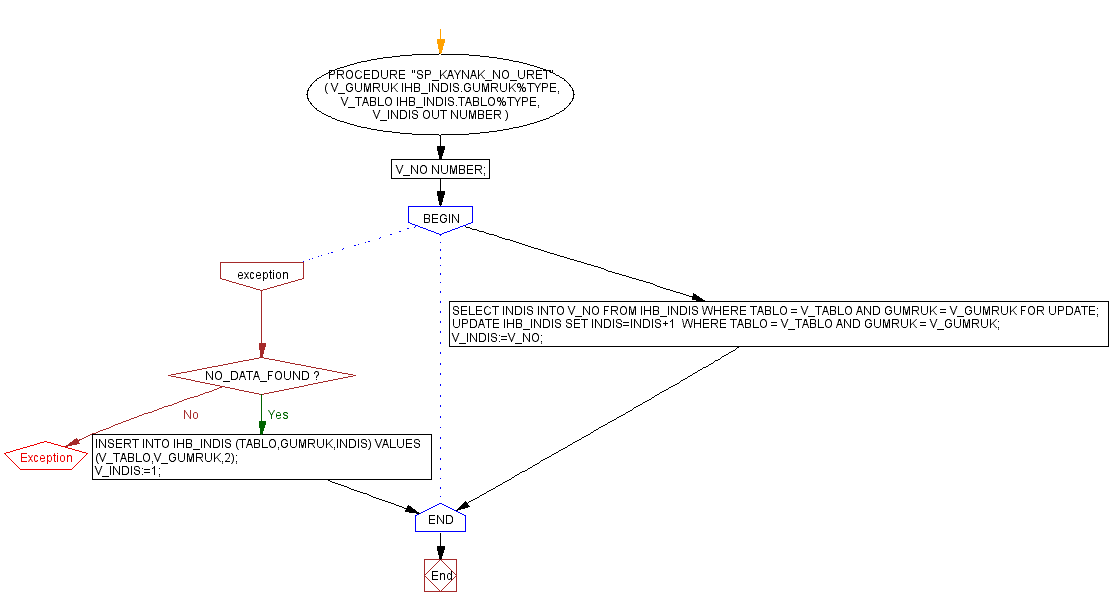 PROCEDURE "SP_KAYNAK_NO_URET"
( V_GUMRUK IHB_INDIS.GUMRUK%TYPE,
V_TABLO IHB_INDIS.TABLO%TYPE,
V_INDIS OUT NUMBER )
V_NO NUMBER;
BEGIN
exception
SELECT INDIS INTO V_NO FROM IHB_INDIS WHERE TABLO = V_TABLO AND GUMRUK = V_GUMRUK FOR UPDATE;
UPDATE IHB_INDIS SET INDIS=INDIS+1  WHERE TABLO = V_TABLO AND GUMRUK = V_GUMRUK;
V_INDIS:=V_NO;
NO_DATA_FOUND ?
No
Yes
Exception
INSERT INTO IHB_INDIS (TABLO,GUMRUK,INDIS) VALUES
(V_TABLO,V_GUMRUK,2);
V_INDIS:=1;
END
End